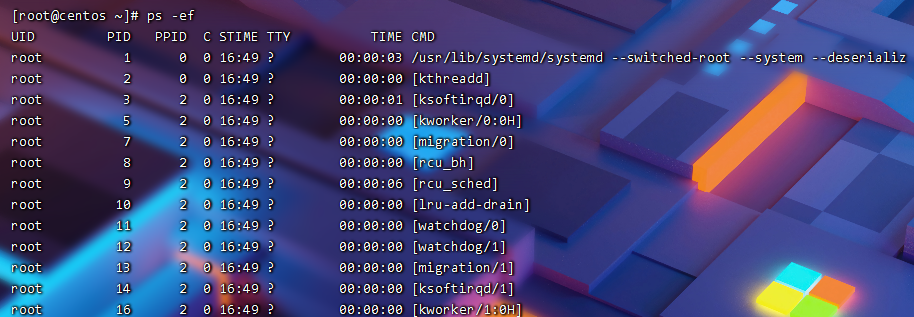 [root@centos ~]# ps -ef
UID PID PPID C STIME TTY TIME CMD
root 1 0 0 16:49 ? 00:00:03 /usr/lib/systemd/systemd --switched-root --system --deserializ
root 2 0 0 16:49 ? 00:00:00 [kthreadd]
root 3 2 0 16:49 ? 00:00:01 [ksoftirqd/0]
root 5 2 0 16:49 ? 00:00:00 [kworker/0:0H]
root 7 2 0 16:49 ? 00:00:00 [migration/0]
root 8 2 0 16:49 ? 00:00:00 [rcu_bh]
root 9 2 0 16:49 ? 00:00:06 [rcu_sched]
root 10 2 0 16:49 ? 00:00:00 [lru-add-drain]
root 11 2 0 16:49 ? 00:00:00 [watchdog/0]
root 12 2 0 16:49 ? 00:00:00 [watchdog/1]
root 13 2 0 16:49 ? 00:00:00 [migration/1]
root 14 2 0 16:49 ? 00:00:00 [ksoftirqd/1]
root 16 2 0 16:49 ? 00:00:00 [kworker/1:0H]